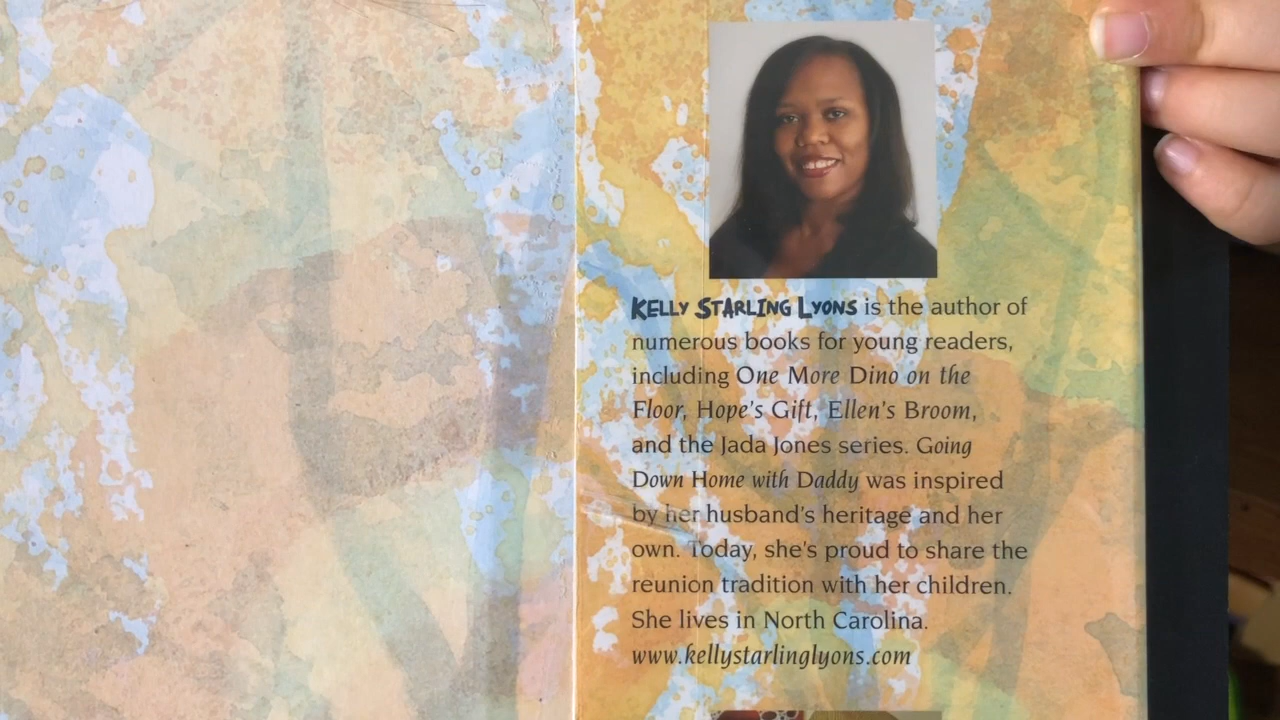 KELLY STARLING LYONS is the author of
numerous books for young readers,
including One More Dino on the
Floor, Hope's Gift, Ellen's Broom,
and the Jada Jones series. Going
Down Home with Daddy was inspired
by her husband's heritage and her
own. Today, she's proud to share the
reunion tradition with her children.
She lives in North Carolina.
www.kellystarlinglyons.com